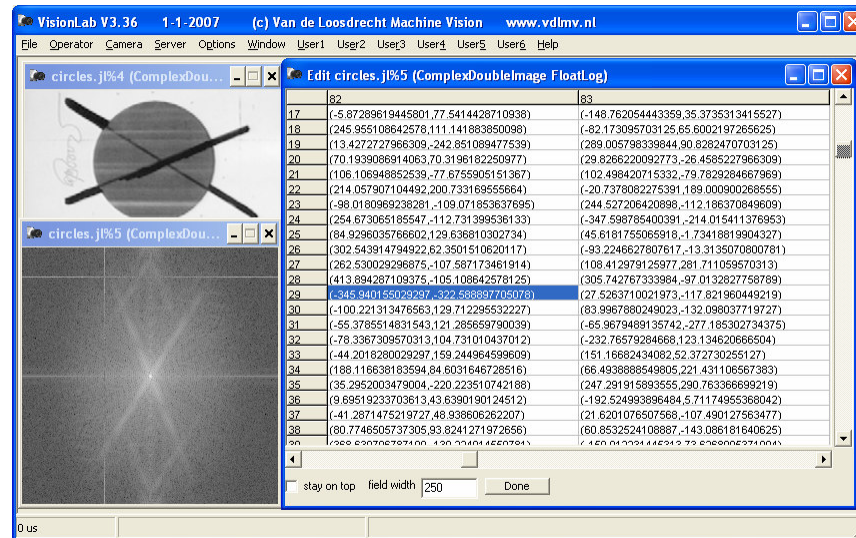 VisionLab V3.36 1-1-2007 (c) Van de Loosdrecht Machine Vision www.vdlmv.nl
File Operator Camera Server Options Window User1 User2 User3 User4 User5 User6 Help
circles.jl%4 (ComplexDou...
circles.jl%5 (ComplexDou...
Edit circles.jl%5 (ComplexDoubleImage FloatLog)
82 83
17 (-5.87289619445801,77.5414428710938) (-148.762054443359,35.3735313415527)
18 (245.955108642578,111.141883850098) (-82.173095703125,65.6002197265625)
19 (13.4272727966309,-242.851089477539) (289.005798339844,90.8282470703125)
20 (70.1939086914063,70.3196182250977) (29.8266220092773,-26.4585227966309)
21 (106.106948852539,-77.6755905151367) (102.498420715332,-79.7829284667969)
22 (214.057907104492,200.733169555664) (-20.7378082275391,189.000900268555)
23 (-98.0180969238281,-109.071853637695) (244.527206420898,-112.186370849609)
24 (254.673065185547,-112.731399536133) (-347.598785400391,-214.015411376953)
25 (84.9296035766602,129.636810302734) (45.6181755065918,-1.73418819904327)
26 (302.543914794922,62.3501510620117) (-93.2246627807617,-13.3135070800781)
27 (262.530029296875,-107.587173461914) (108.412979125977,281.711059570313)
28 (413.894287109375,-105.108642578125) (305.742767333984,-97.0132827758789)
29 (-345.940155029297,-322.588897705078) (27.5263710021973,-117.821960449219)
30 (-100.221313476563,129.712295532227) (83.9967880249023,-132.098037719727)
31 (-55.3785514831543,121.285659790039) (-65.9679489135742,-277.185302734375)
32 (-78.3367309570313,104.731010437012) (-232.76579284668,123.134620666504)
33 (-44.2018280029297,159.244964599609) (151.16682434082,52.372730255127)
34 (188.116638183594,84.6031646728516) (66.4938888549805,221.431106567383)
35 (35.2952003479004,-220.223510742188) (247.291915893555,290.763366699219)
36 (9.69519233703613,43.6390190124512) (-192.524993896484,5.71174955368042)
37 (-41.2871475219727,48.938606262207) (21.6201076507568,-107.490127563477)
38 (80.7746505737305,93.8241271972656) (60.8532524108887,-143.086181640625)
stay on top field width 250 Done
0 us